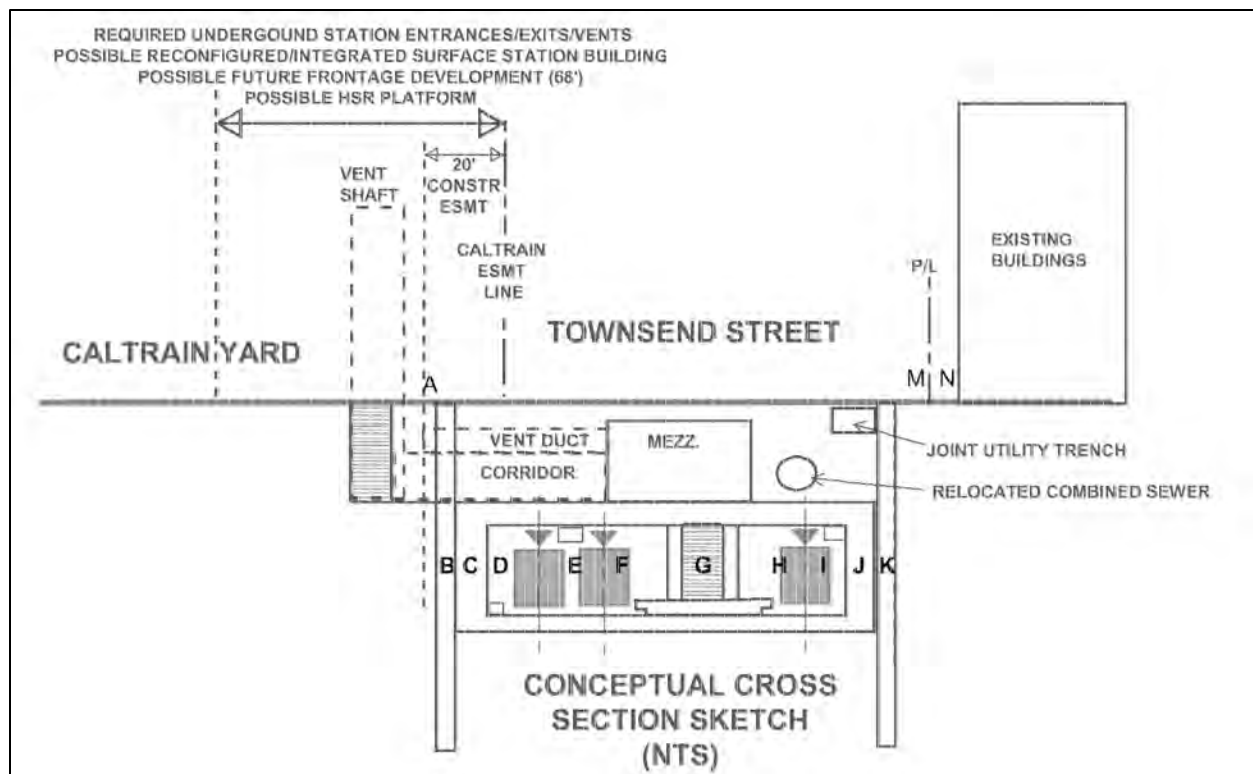 REQUIRED UNDERGOUND STATION ENTRANCES/EXITS/VENTS
POSSIBLE RECONFIGURED/INTEGRATED SURFACE STATION BUILDING
POSSIBLE FUTURE FRONTAGE DEVELOPMENT (68')
POSSIBLE HSR PLATFORM
VENT
SHAFT
20'
CONSTR
ESMT
CALTRAIN
ESMT
LINE
EXISTING
BUILDINGS
P/L
TOWNSEND STREET
CALTRAIN YARD
A
M
N
VENT DUCT
MEZZ.
CORRIDOR
JOINT UTILITY TRENCH
RELOCATED COMBINED SEWER
B
C
D
E
F
G
H
I
J
K
CONCEPTUAL CROSS
SECTION SKETCH
(NTS)